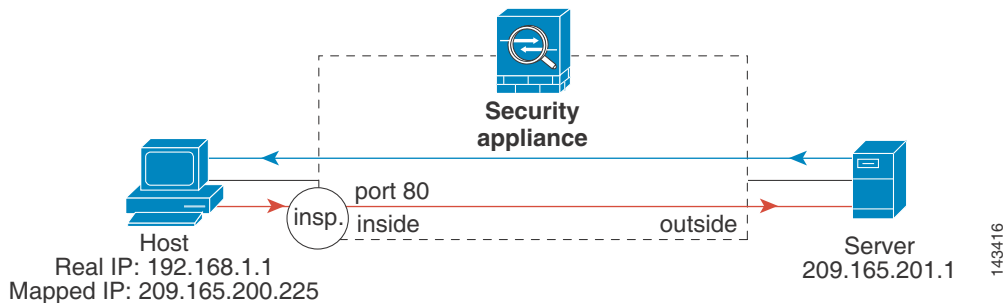 Security
appliance
port 80
insp.
inside
outside
Host
Real IP: 192.168.1.1
Mapped IP: 209.165.200.225
Server
209.165.201.1
143416